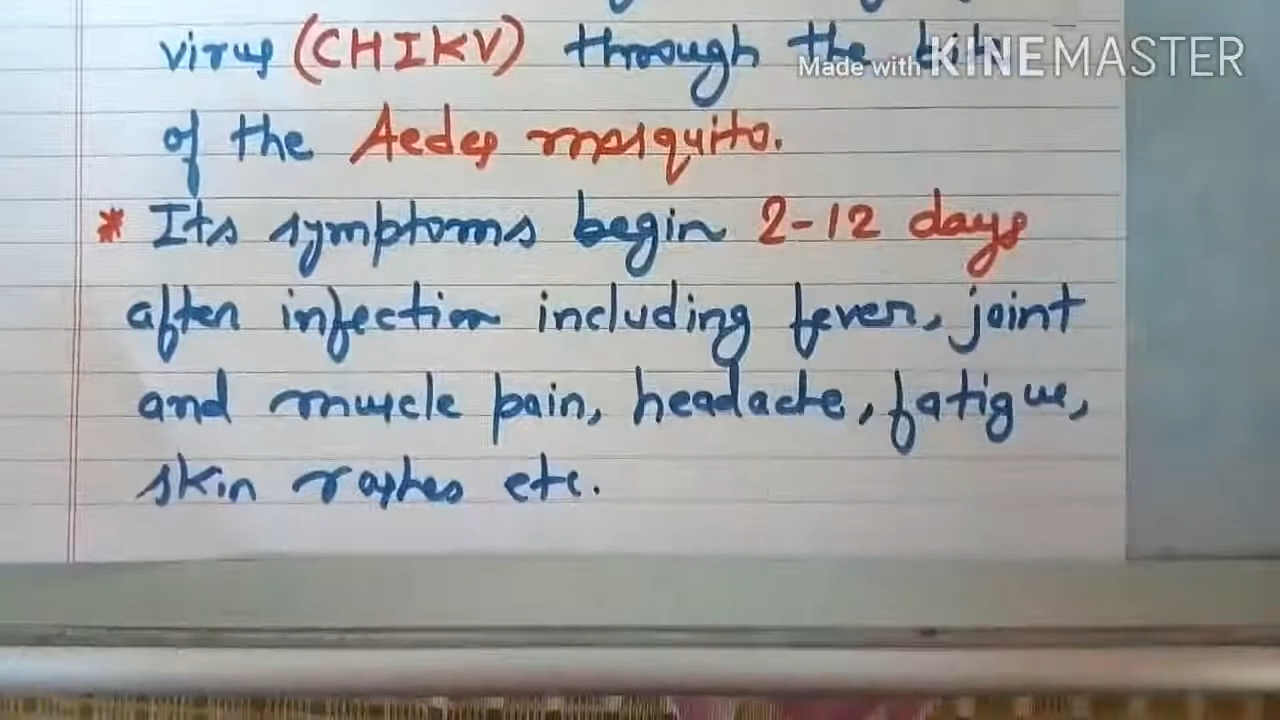 virus (CHIKV) through the bite
of the Aedes mosquito.
Made with KINEMASTER
* Its symptoms begin 2-12 days
after infection including fever, joint
and muscle pain, headache, fatigue,
skin rashes etc.